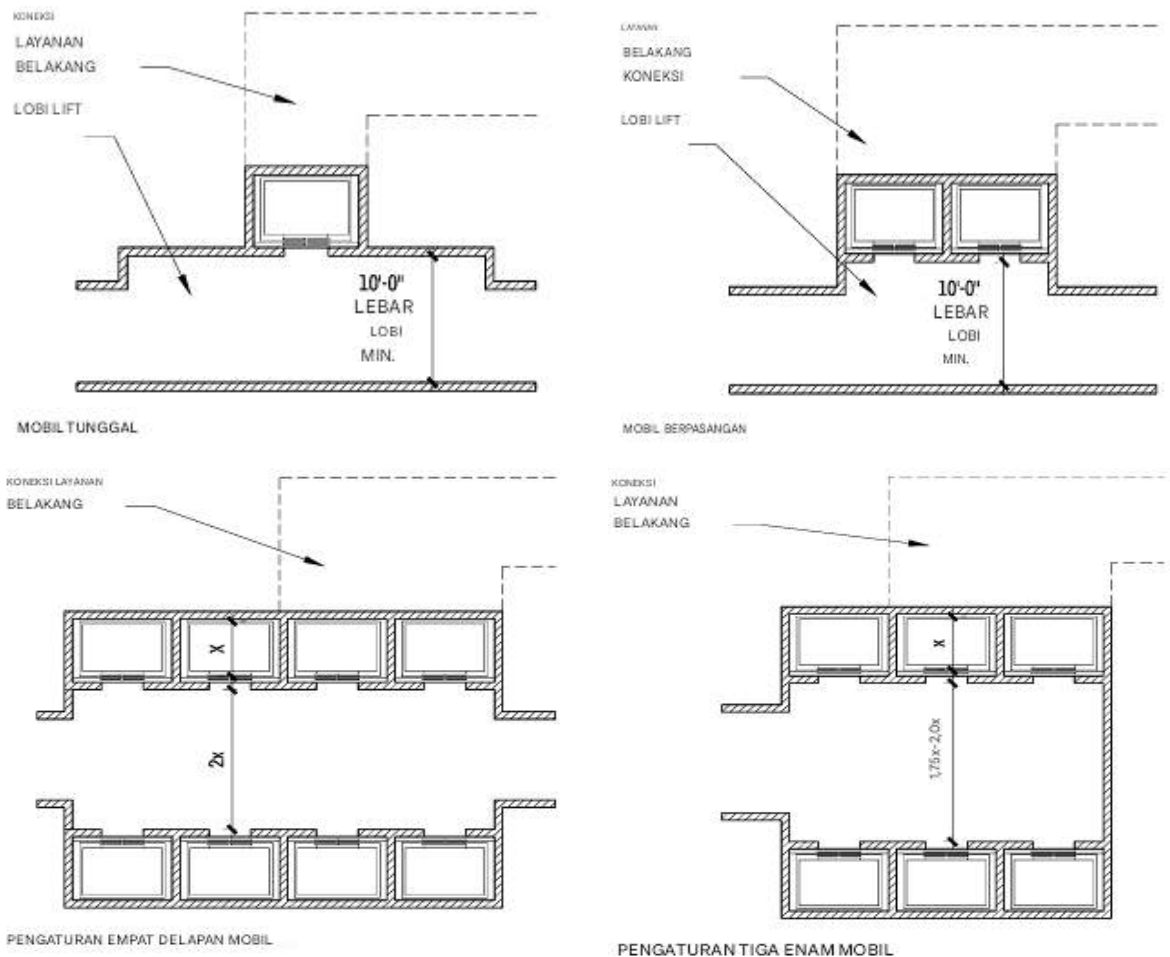 KONEKSI
LAYANAN
BELAKANG
LOBI LIFT
10'-0"
LEBAR
LOBI
MIN.
MOBIL TUNGGAL
LAYANAN
BELAKANG
KONEKSI
LOBI LIFT
10'-0"
LEBAR
LOBI
MIN.
MOBIL BERPASANGAN
KONEKSI LAYANAN
BELAKANG
X
2x
PENGATURAN EMPAT DELAPAN MOBIL
KONEKSI
LAYANAN
BELAKANG
X
1,75x-2,0x
PENGATURAN TIGA ENAM MOBIL